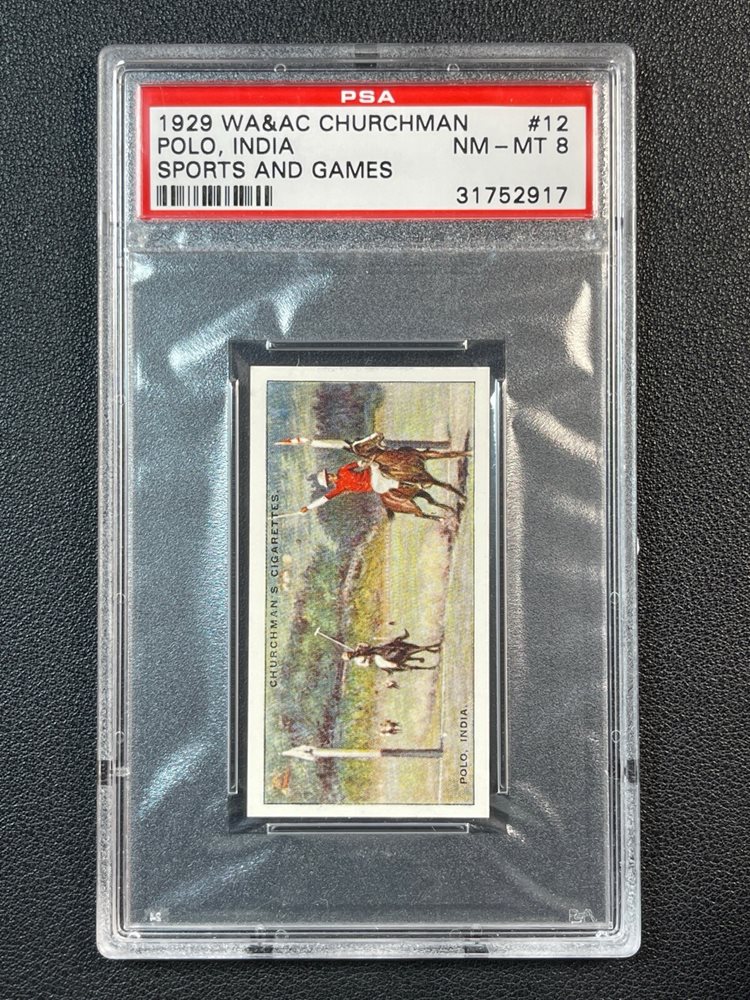 PSA
1929 WA&AC CHURCHMAN #12
POLO, INDIA NM-MT 8
SPORTS AND GAMES
31752917
CHURCHMAN'S CIGARETTES.
POLO, INDIA.